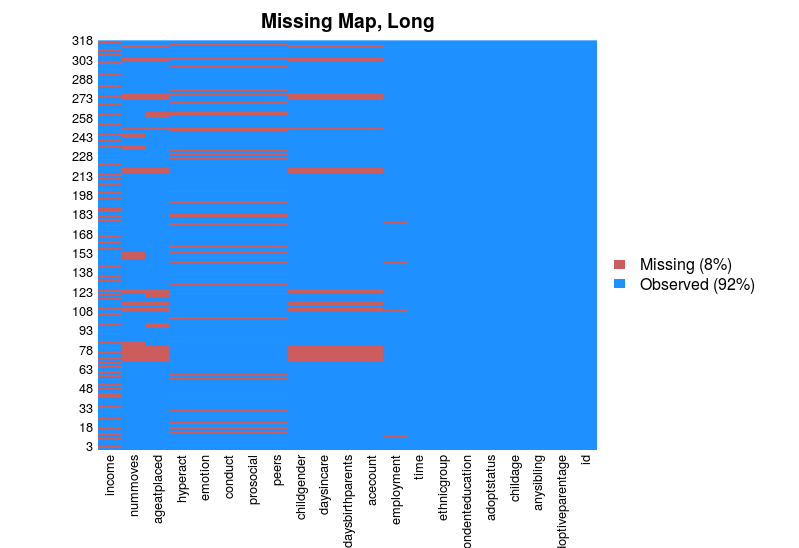 Missing Map, Long
318
303
288
273
258
243
228
213
198
183
168
153
138
123
108
93
78
63
48
33
18
3
income
nummoves
ageatplaced
hyperact
emotion
conduct
prosocial
peers
childgender
daysincare
daysbirthparents
acecount
employment
time
ethnicgroup
ondenteducation
adoptstatus
childage
anysibling
loptiveparentage
id
Missing (8%)
Observed (92%)